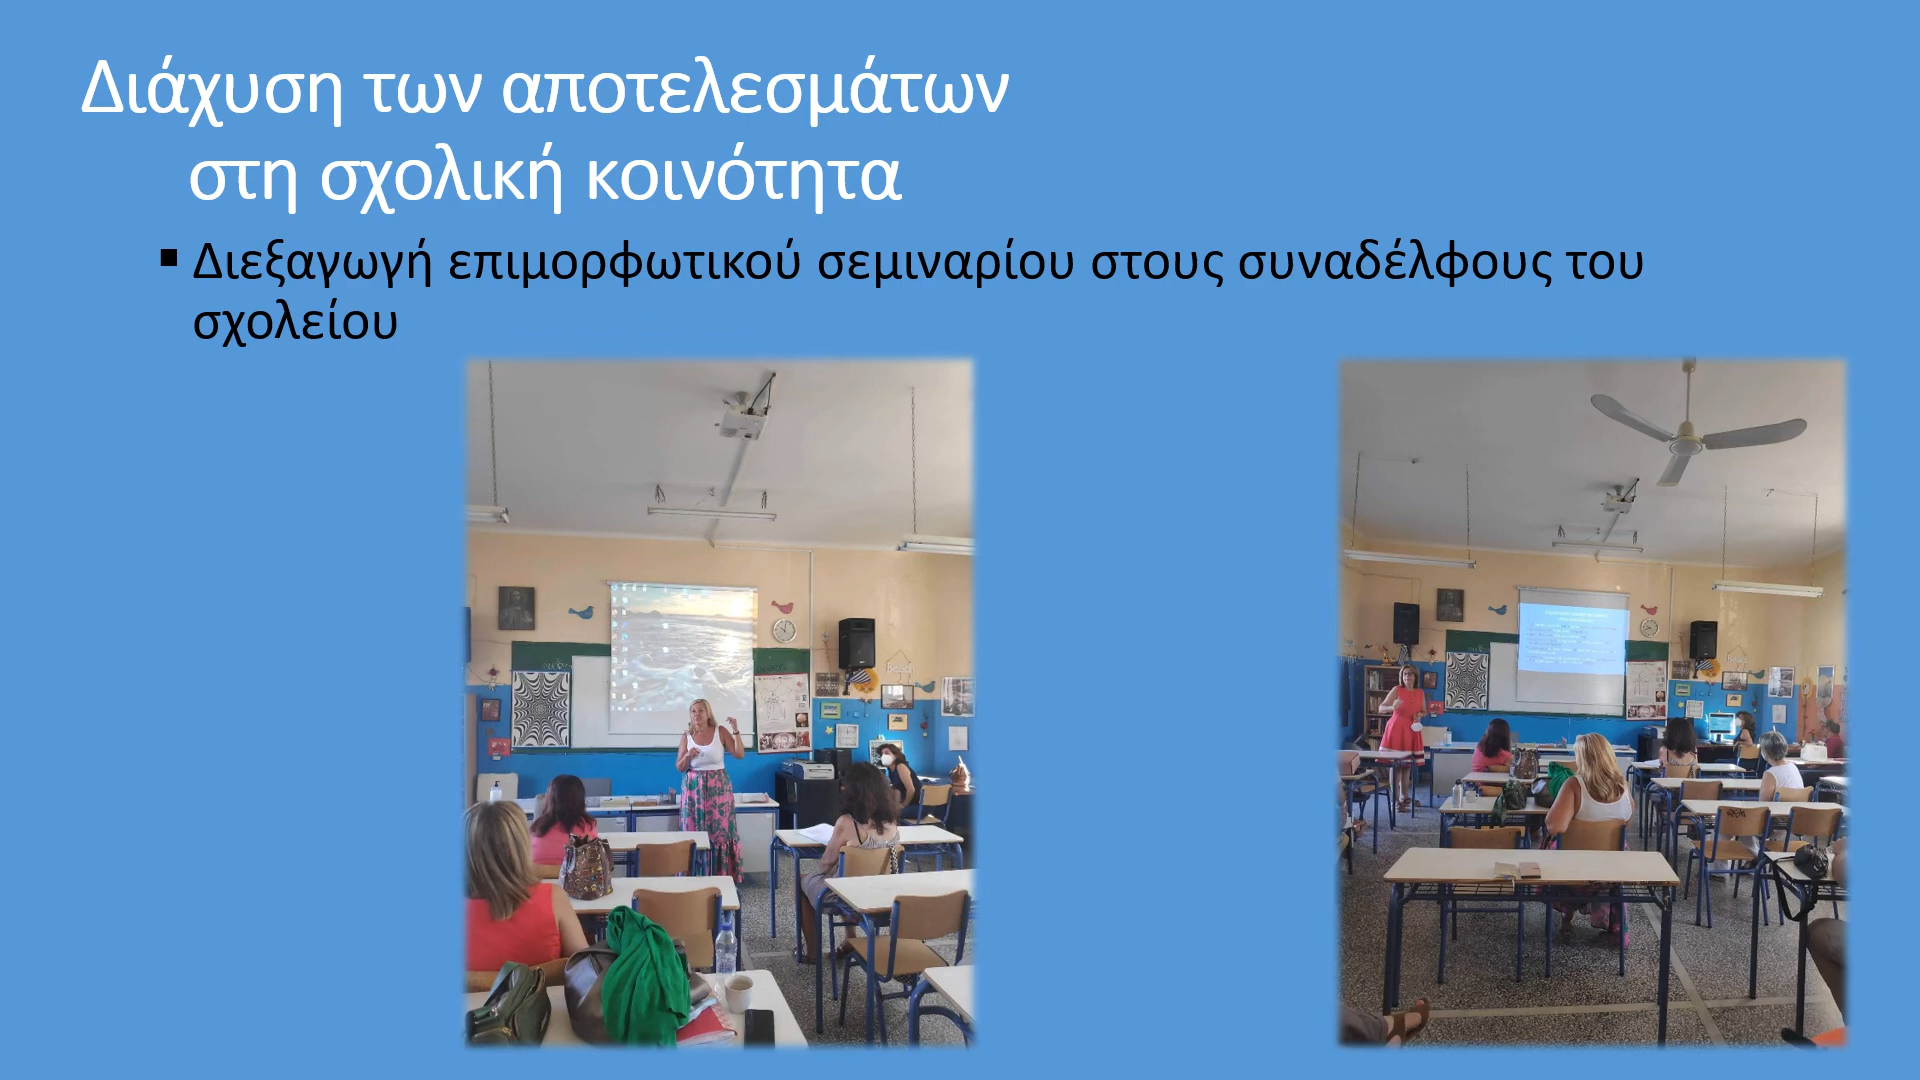 Διάχυση των αποτελεσμάτων
στη σχολική κοινότητα
▪ Διεξαγωγή επιμορφωτικού σεμιναρίου στους συναδέλφους του
σχολείου